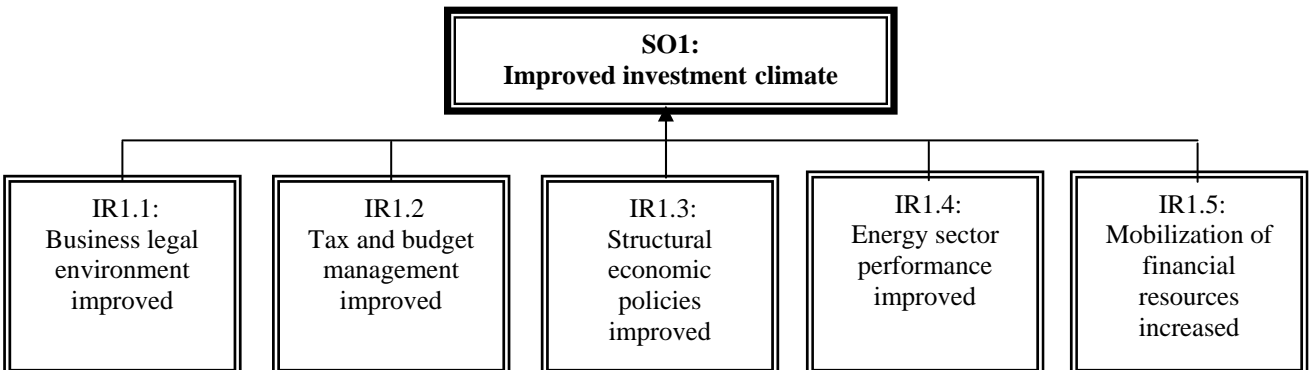 SO1:
Improved investment climate
IR1.1:
Business legal
environment
improved
IR1.2
Tax and budget
management
improved
IR1.3:
Structural
economic
policies
improved
IR1.4:
Energy sector
performance
improved
IR1.5:
Mobilization of
financial
resources
increased